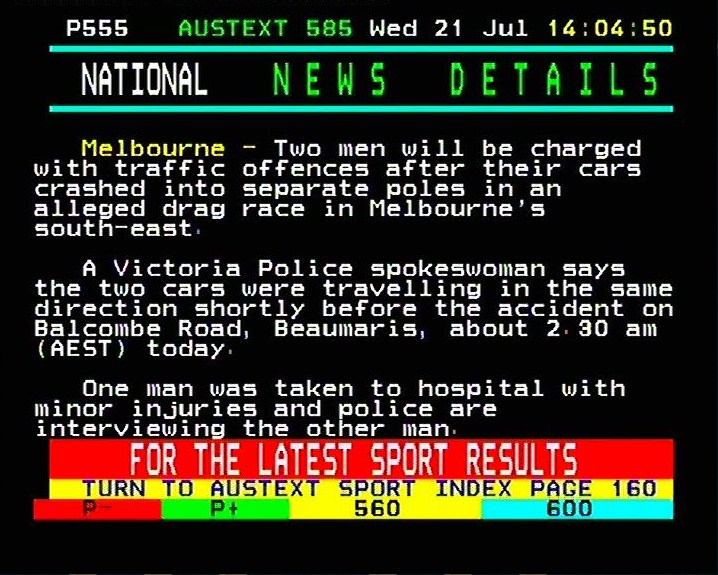 P555 AUSTEXT 585 Wed 21 Jul 14:04:50
NATIONAL NEWS DETAILS
Melbourne - Two men will be charged
with traffic offences after their cars
crashed into separate poles in an
alleged drag race in Melbourne's
south-east.
A Victoria Police spokeswoman says
the two cars were travelling in the same
direction shortly before the accident on
Balcombe Road, Beaumaris, about 2.30 am
(AEST) today.
One man was taken to hospital with
minor injuries and police are
interviewing the other man.
FOR THE LATEST SPORT RESULTS
TURN TO AUSTEXT SPORT INDEX PAGE 160
P- P+ 560 600